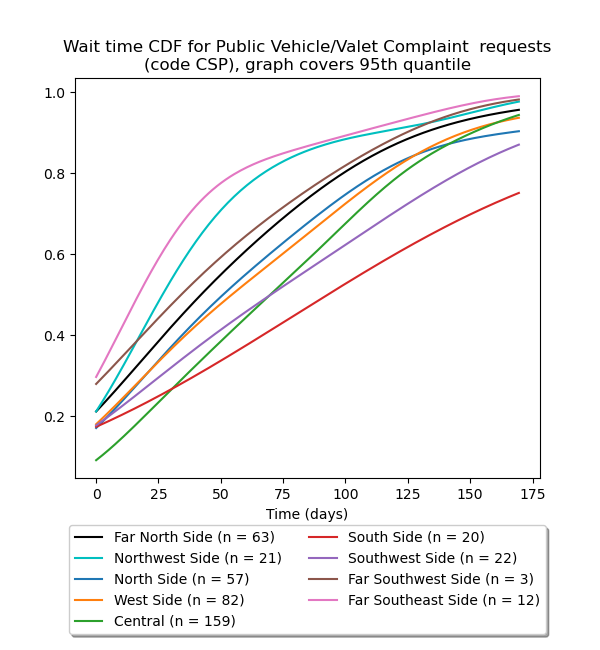 Wait time CDF for Public Vehicle/Valet Complaint  requests
(code CSP), graph covers 95th quantile
1.0
0.8
0.6
0.4
0.2
0 25 50 75 100 125 150 175
Time (days)
Far North Side (n = 63)
Northwest Side (n = 21)
North Side (n = 57)
West Side (n = 82)
Central (n = 159)
South Side (n = 20)
Southwest Side (n = 22)
Far Southwest Side (n = 3)
Far Southeast Side (n = 12)